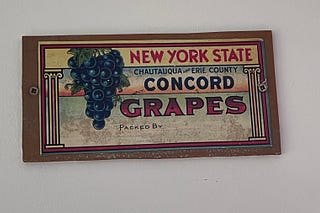 NEW YORK STATE
CHAUTAUQUA AND ERIE COUNTY
CONCORD
GRAPES
PACKED BY